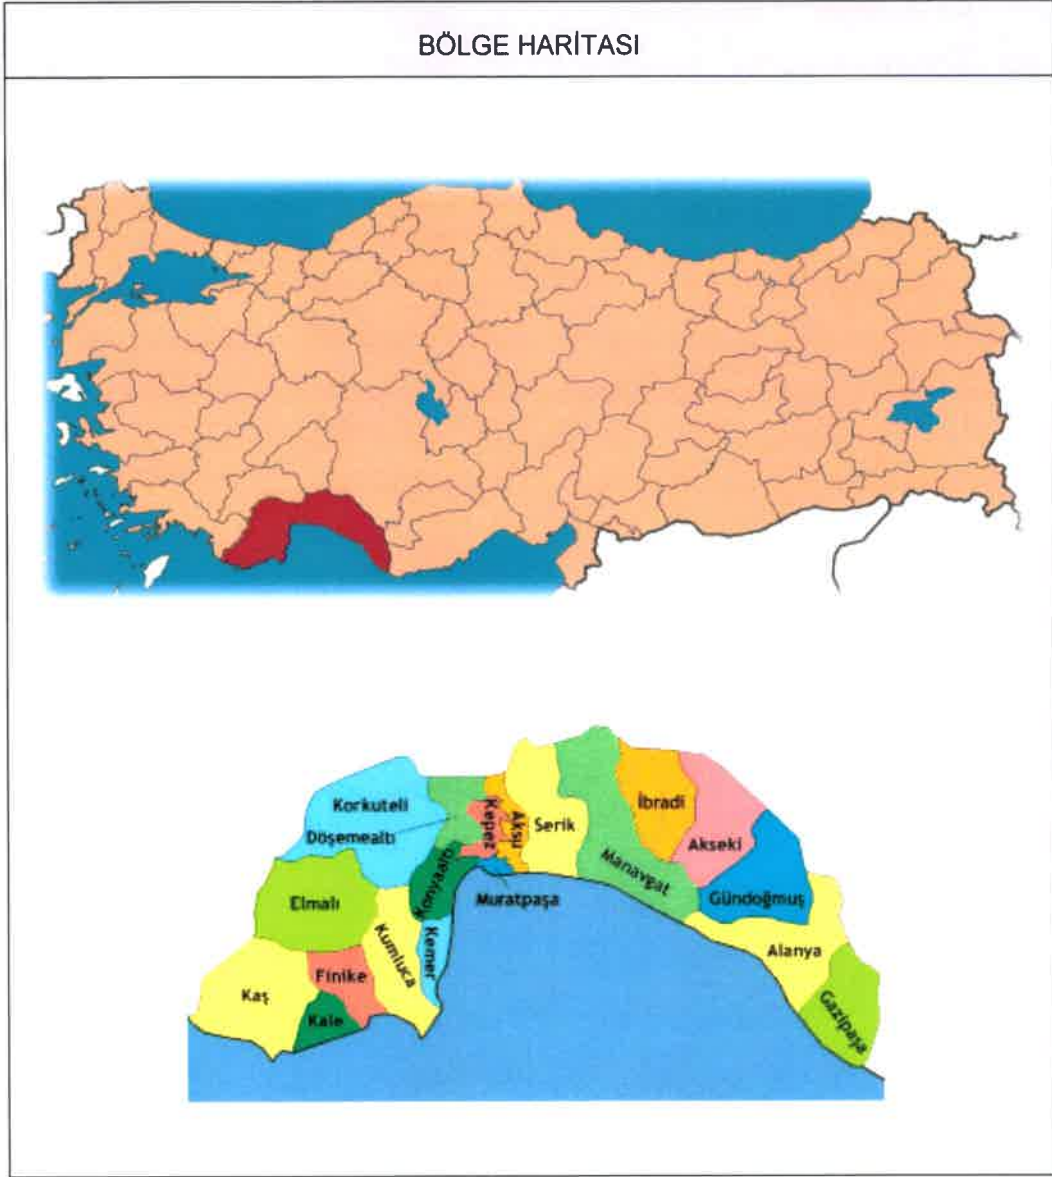 BÖLGE HARİTASI
Korkuteli
Döşemealtı
Kepez
Aksu
Serik
İbradi
Akseki
Manavgat
Gündoğmuş
Elmalı
Konyaaltı
Muratpaşa
Kumluca
Kemer
Alanya
Finike
Kaş
Kale
Gazipaşa